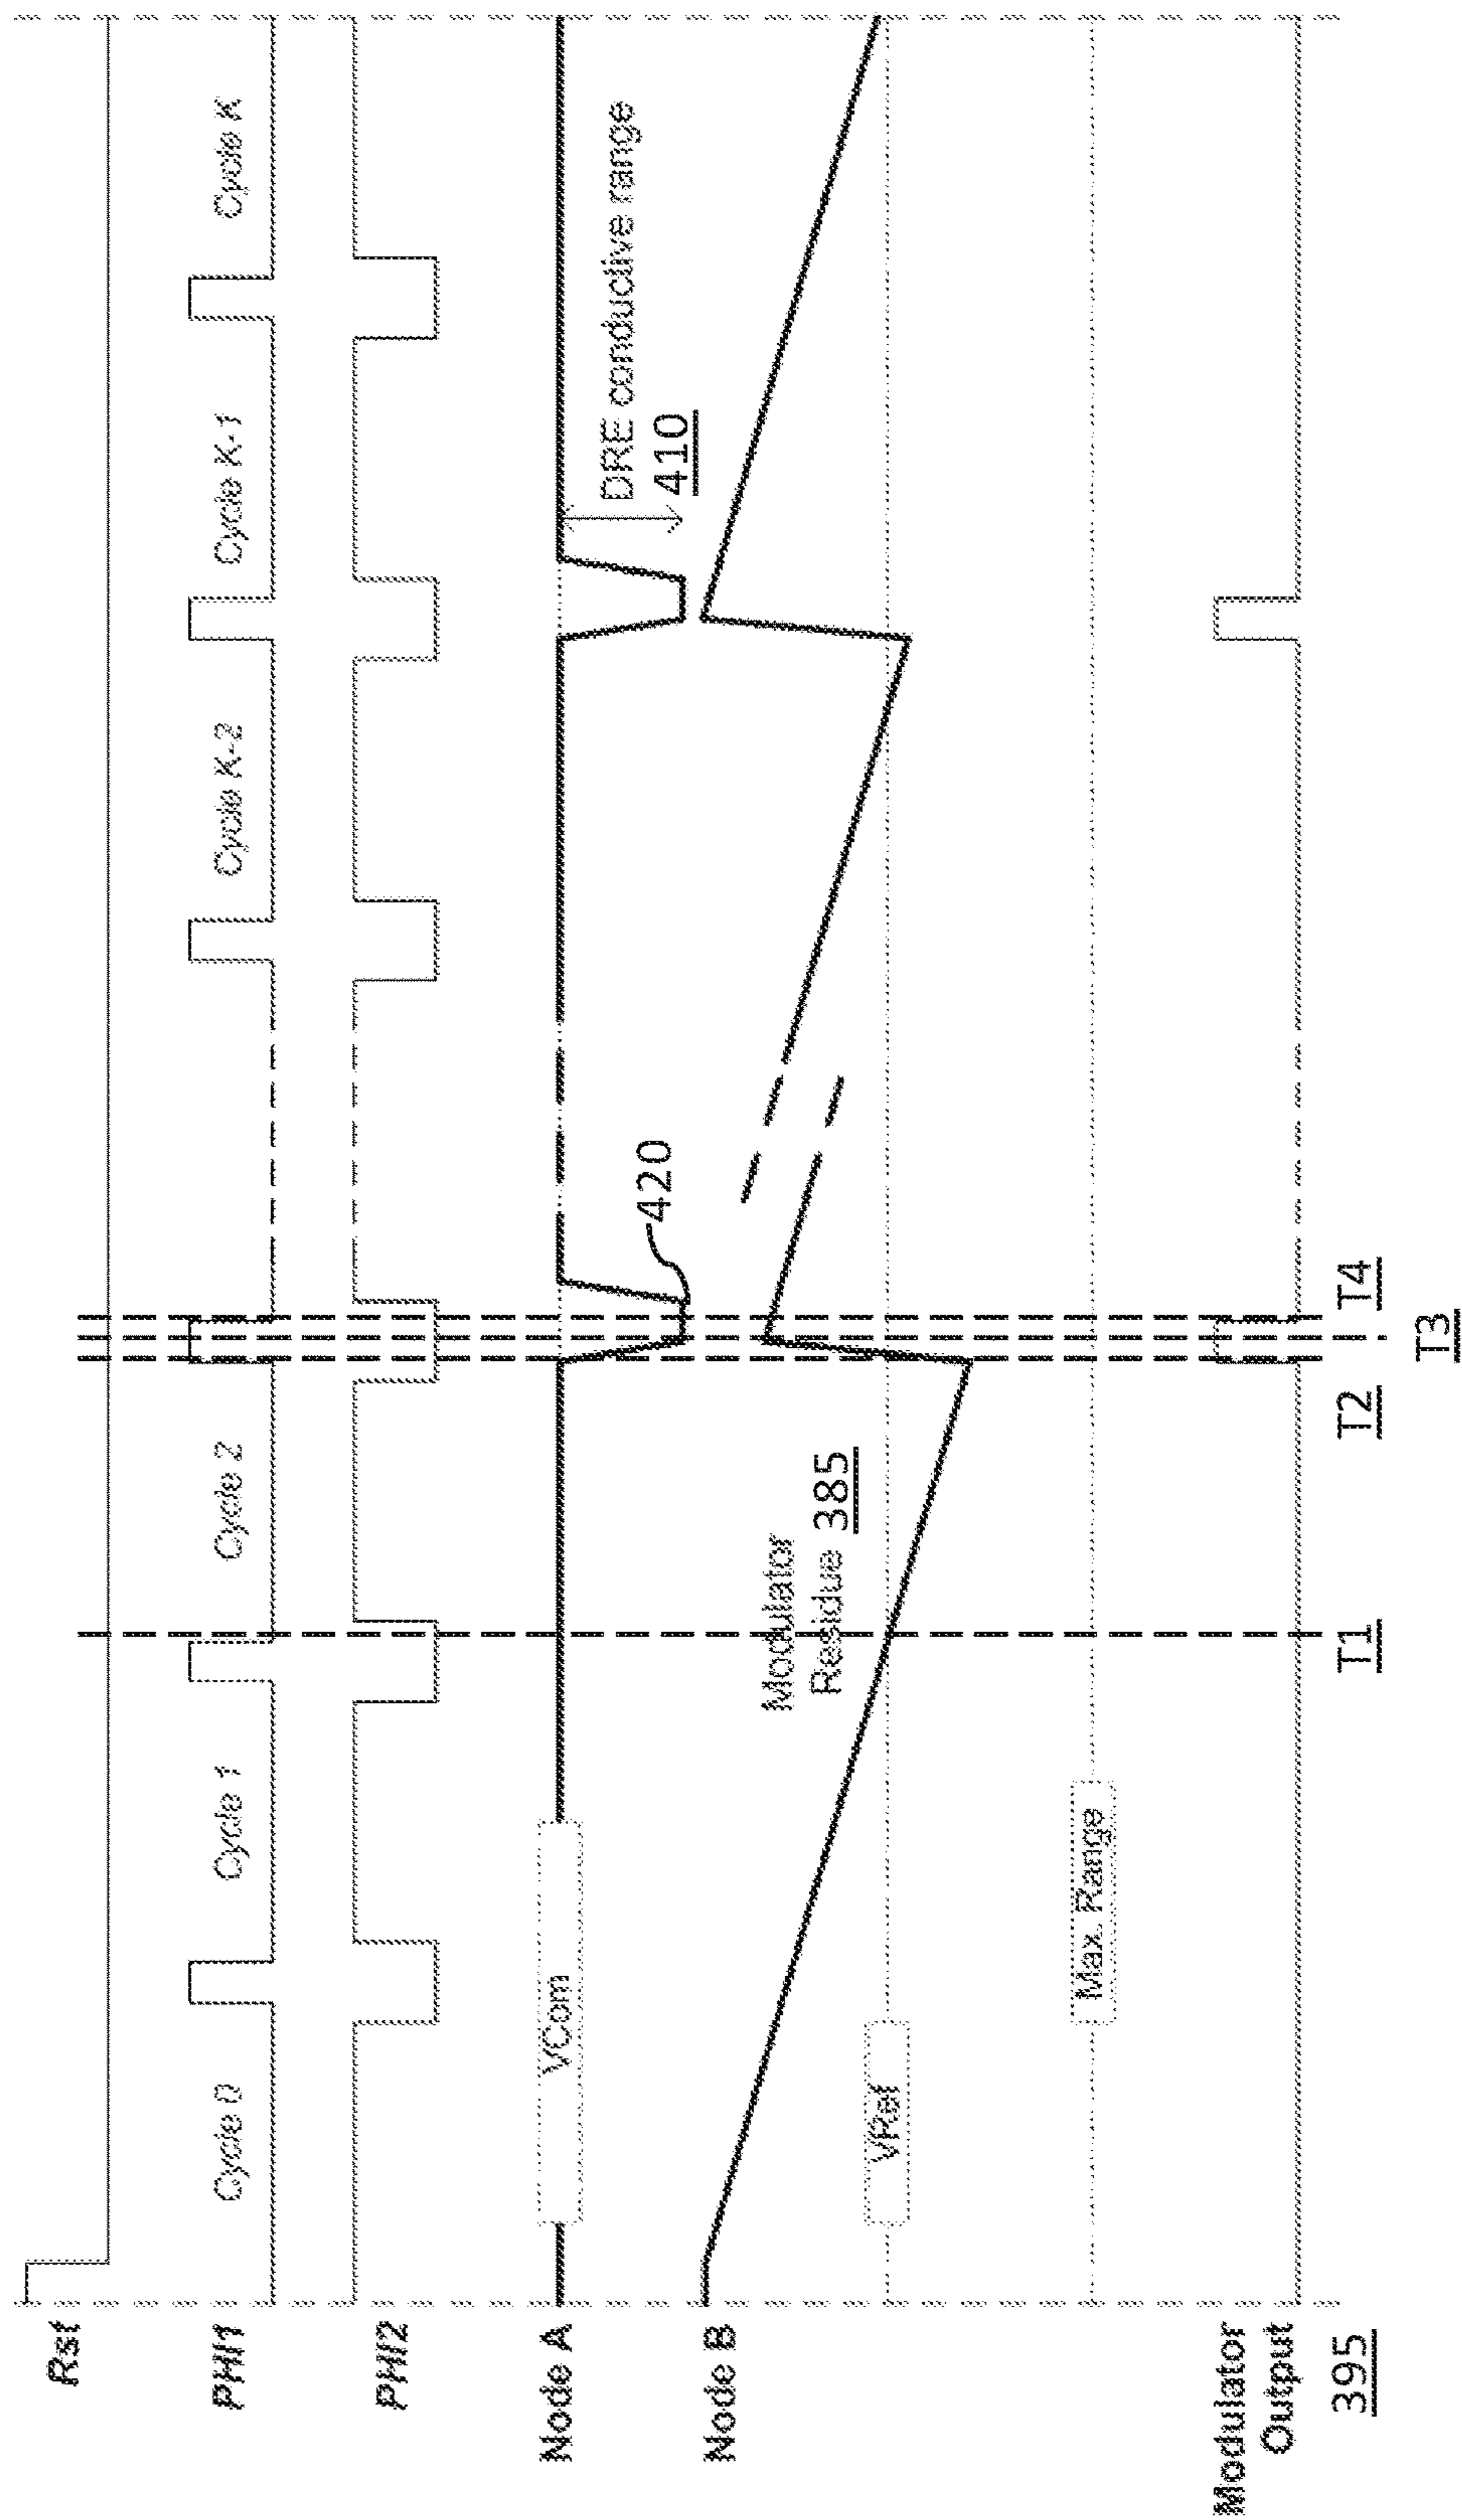 Rst
PHI1
Cycle 0
Cycle 1
Cycle 2
Cycle K-2
Cycle K-1
Cycle K
PHI2
Node A
VCom
420
DRE conductive range
410
Node B
Modulator
Residue 385
VRef
Max. Range
Modulator
Output
395
T1
T2
T3
T4